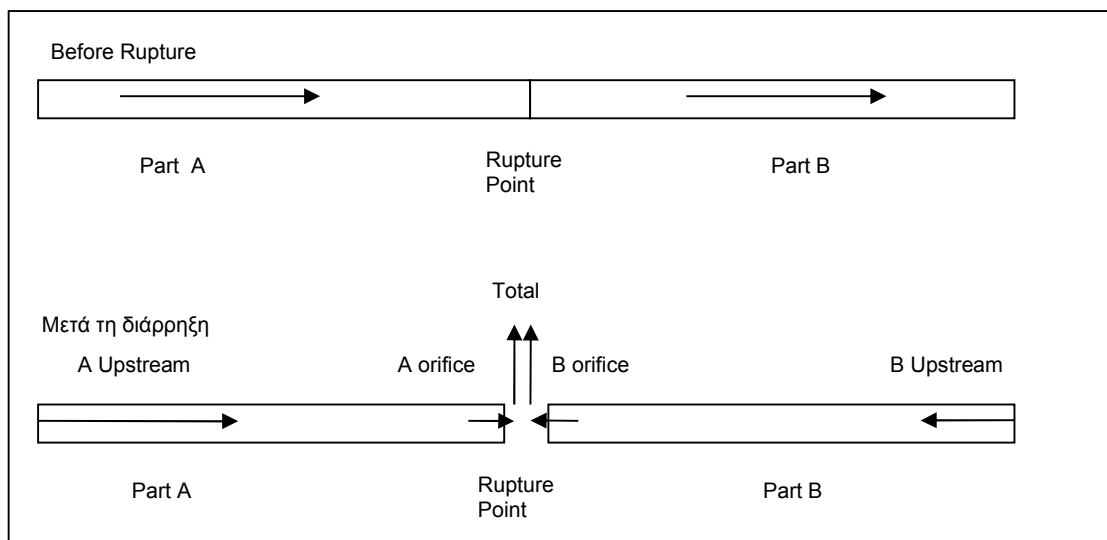 Before Rupture
Part A
Rupture
Point
Part B
Total
Μετά τη διάρρηξη
A Upstream
A orifice
B orifice
B Upstream
Part A
Rupture
Point
Part B